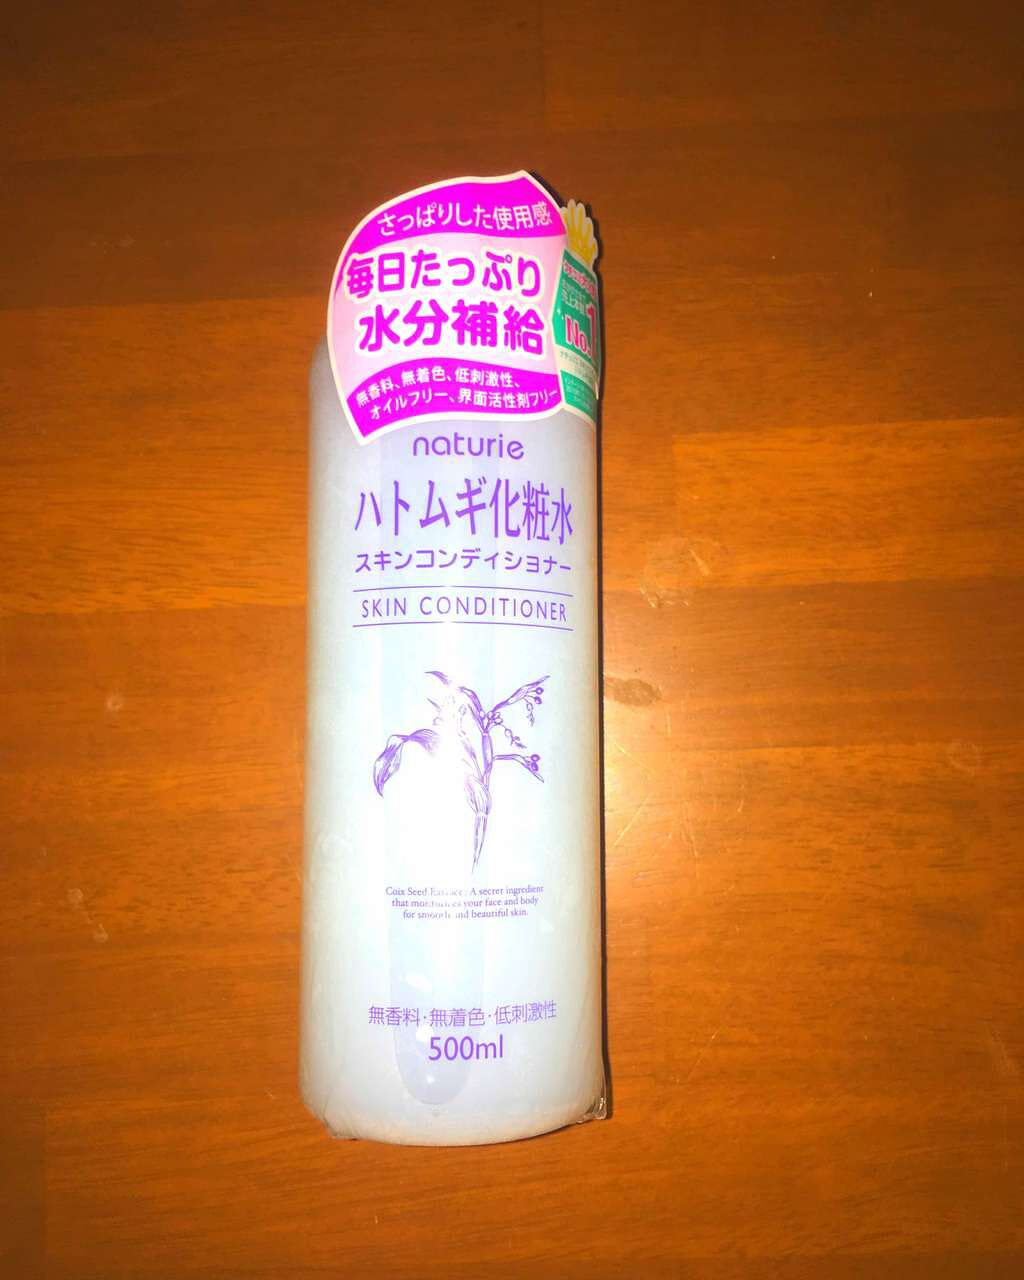 さっぱりした使用感
毎日たっぷり
水分補給
無香料、無着色、低刺激性、
オイルフリー、界面活性剤フリー
No.1
naturie
ハトムギ化粧水
スキンコンディショナー
SKIN CONDITIONER
Coix Seed A secret ingredient
that your face and body
for smooth and beautiful skin.
無香料・無着色・低刺激性
500ml